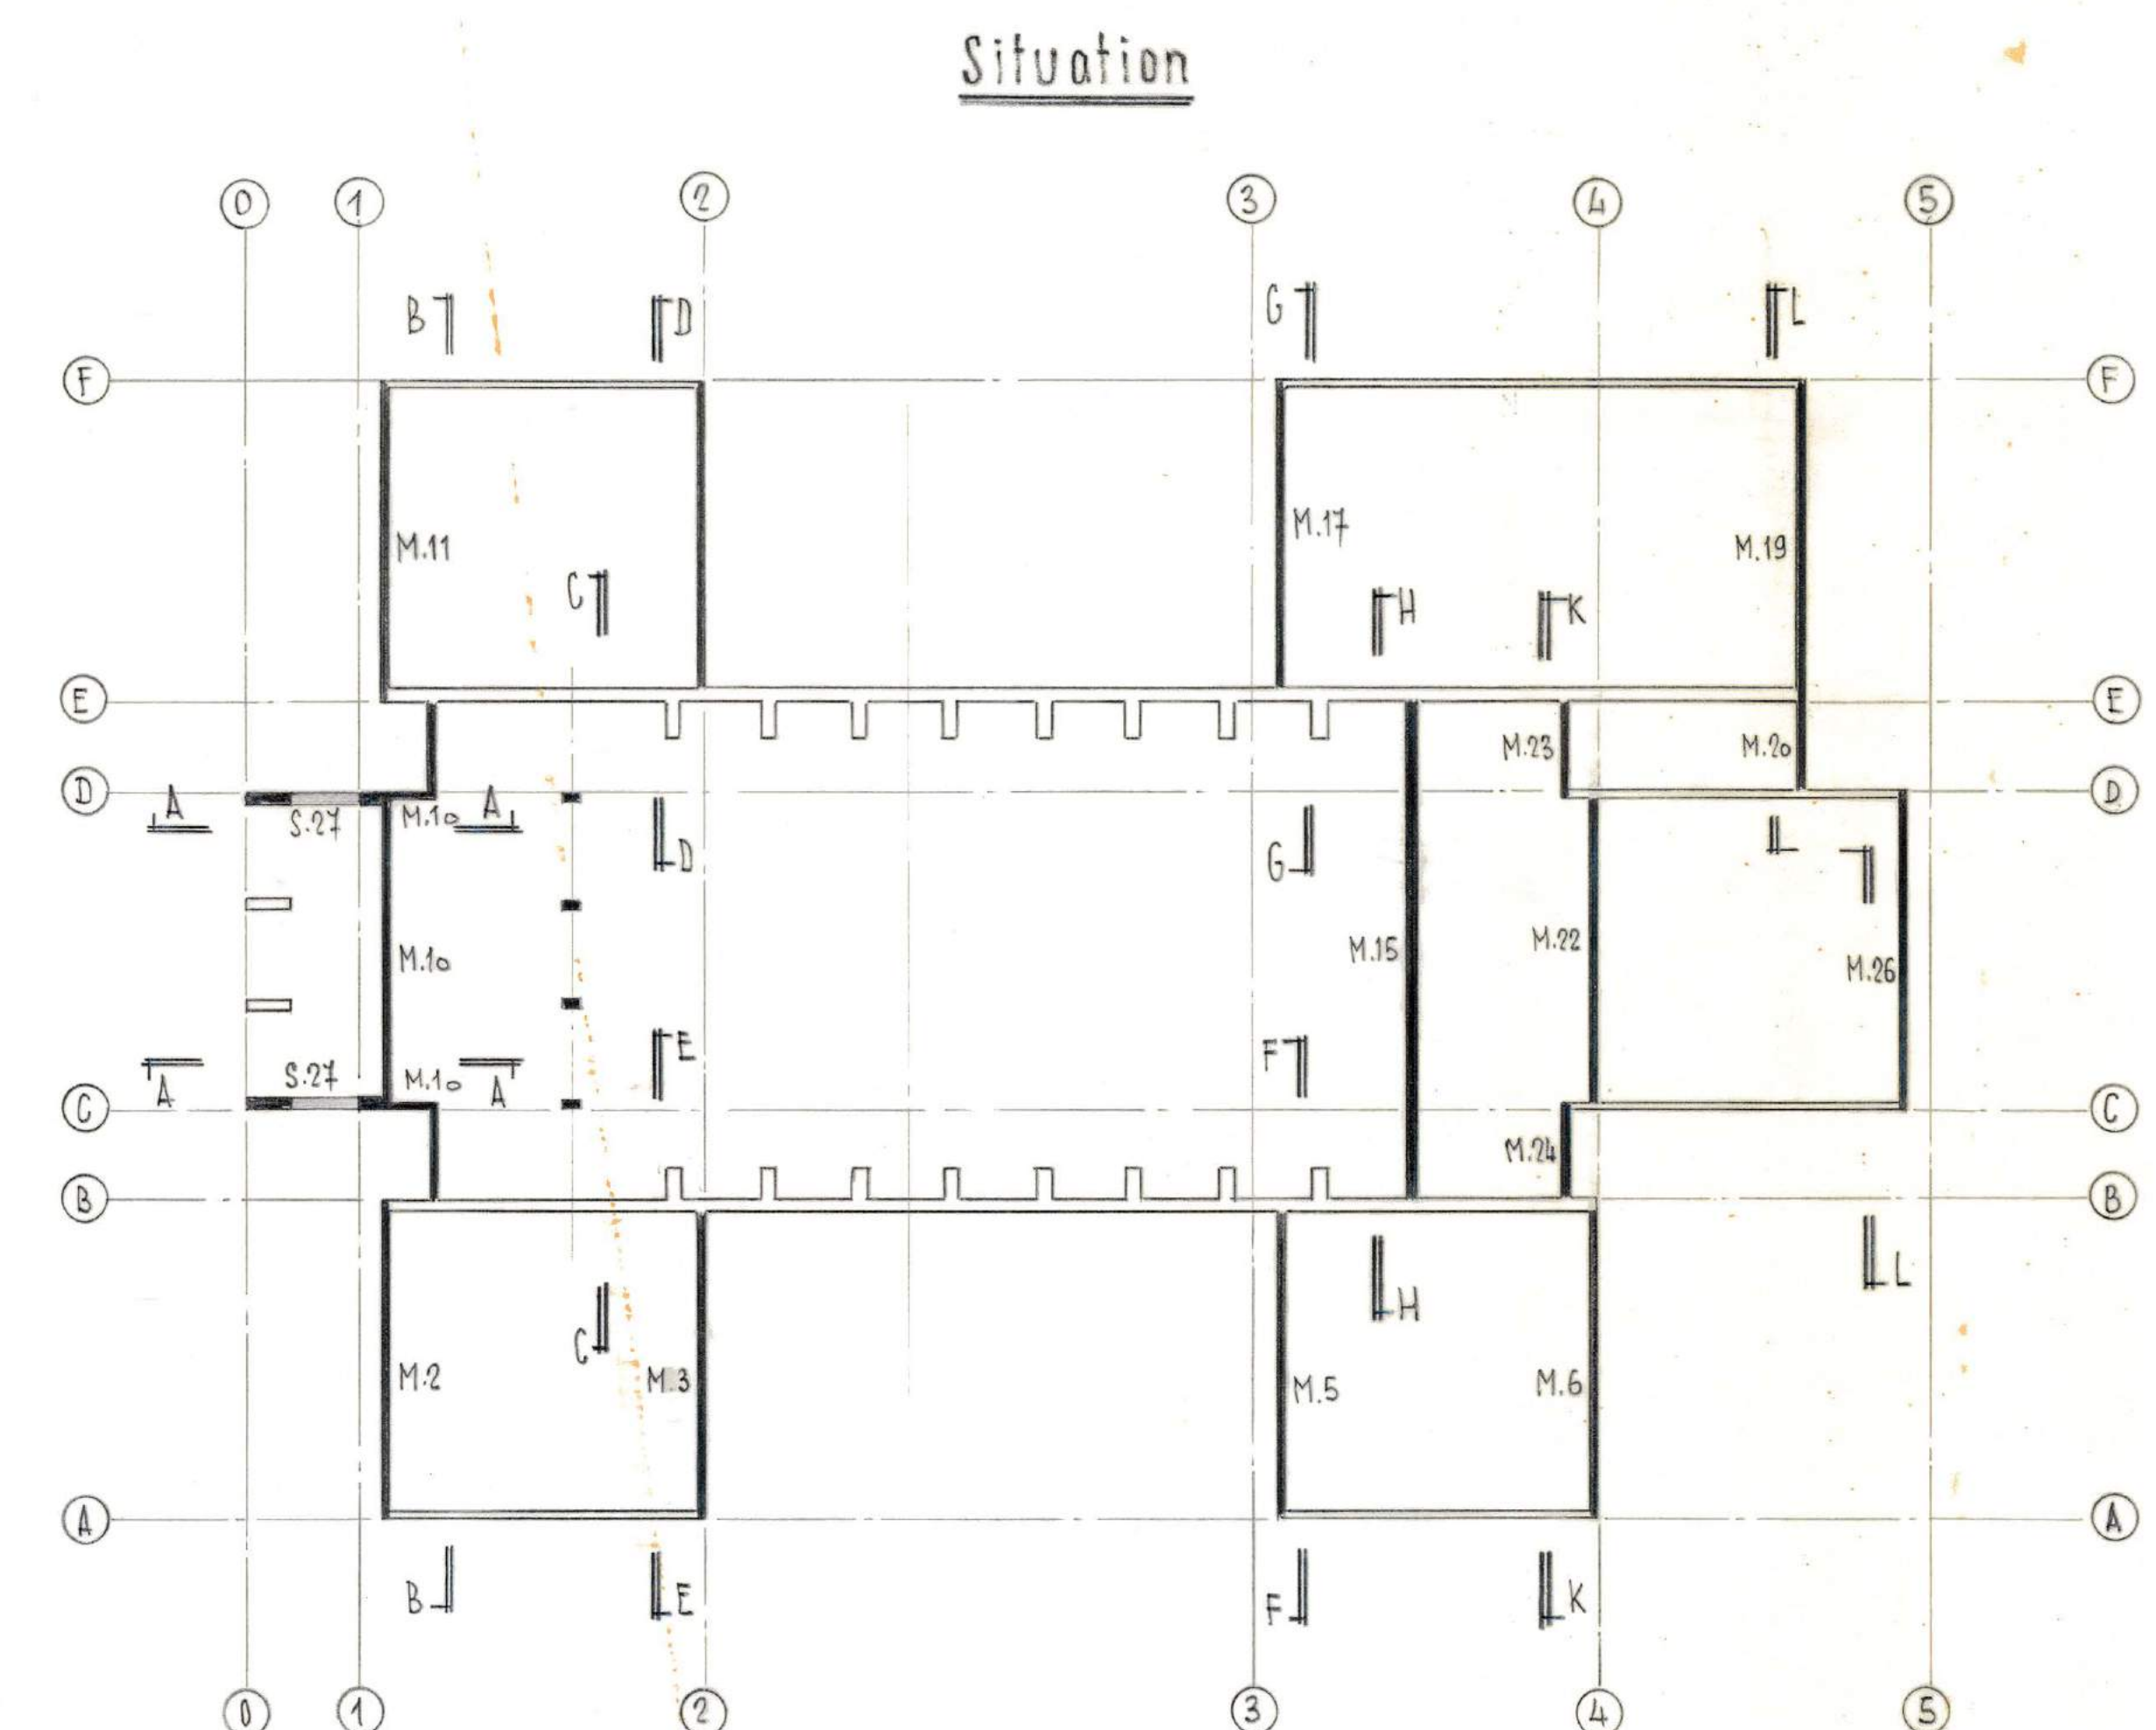 Situation
0 1 2 3 4 5
B D G L
F F
M.11 M.17 M.19
C H K
E E
M.23 M.20
D D
A A
S.27 M.10
D G
M.10 M.15 M.22 M.26
E F
S.27 M.10
A A
C C
M.24
B B
L
H
C
M.2 M.3 M.5 M.6
A A
B E F K
0 1 2 3 4 5